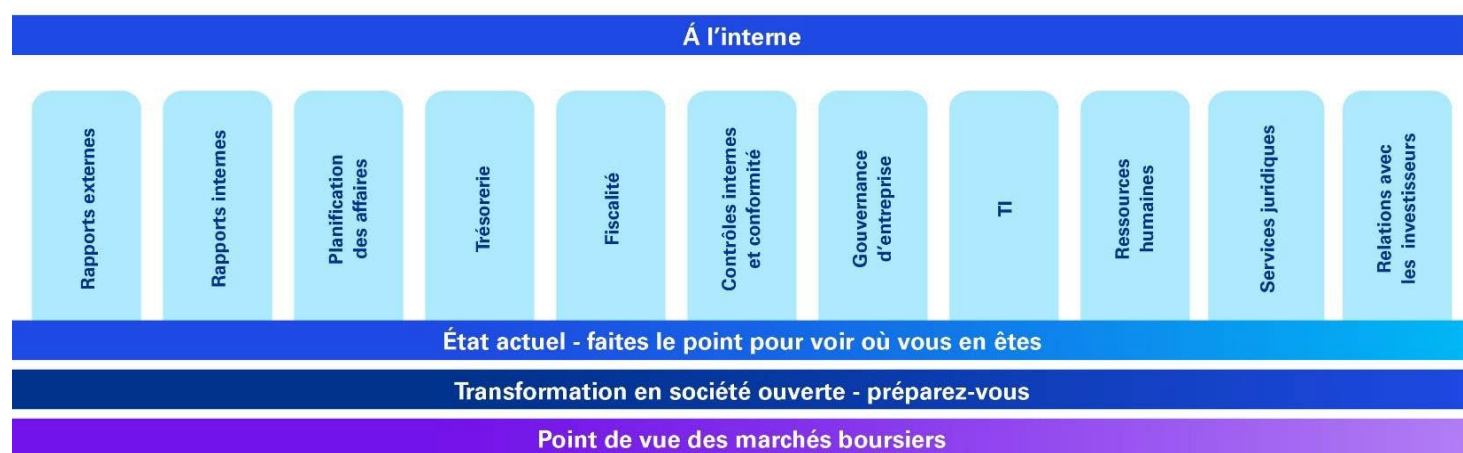 Á l’interne
Rapports externes
Rapports internes
Planification
des affaires
Trésorerie
Fiscalité
Contrôles internes
et conformité
Gouvernance
d’entreprise
TI
Ressources
humaines
Services juridiques
Relations avec
les investisseurs
État actuel - faites le point pour voir où vous en êtes
Transformation en société ouverte - préparez-vous
Point de vue des marchés boursiers